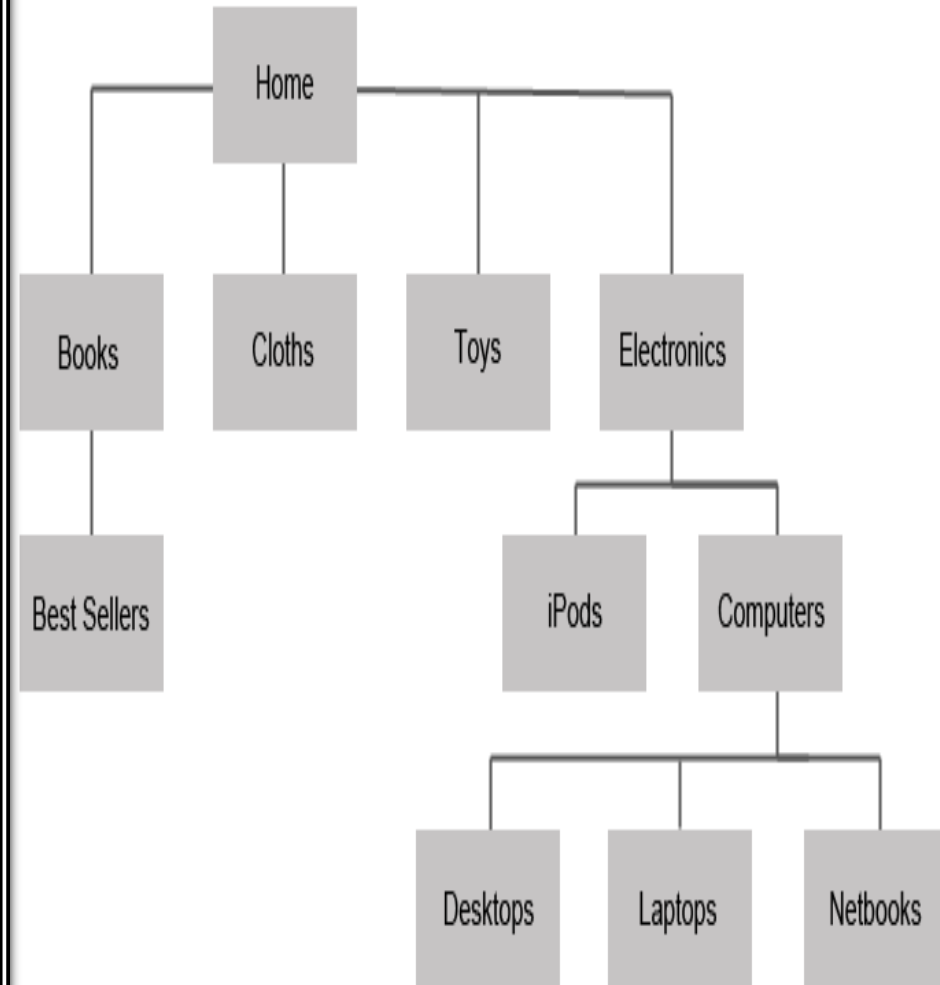 Home
Books
Cloths
Toys
Electronics
Best Sellers
iPods
Computers
Desktops
Laptops
Netbooks